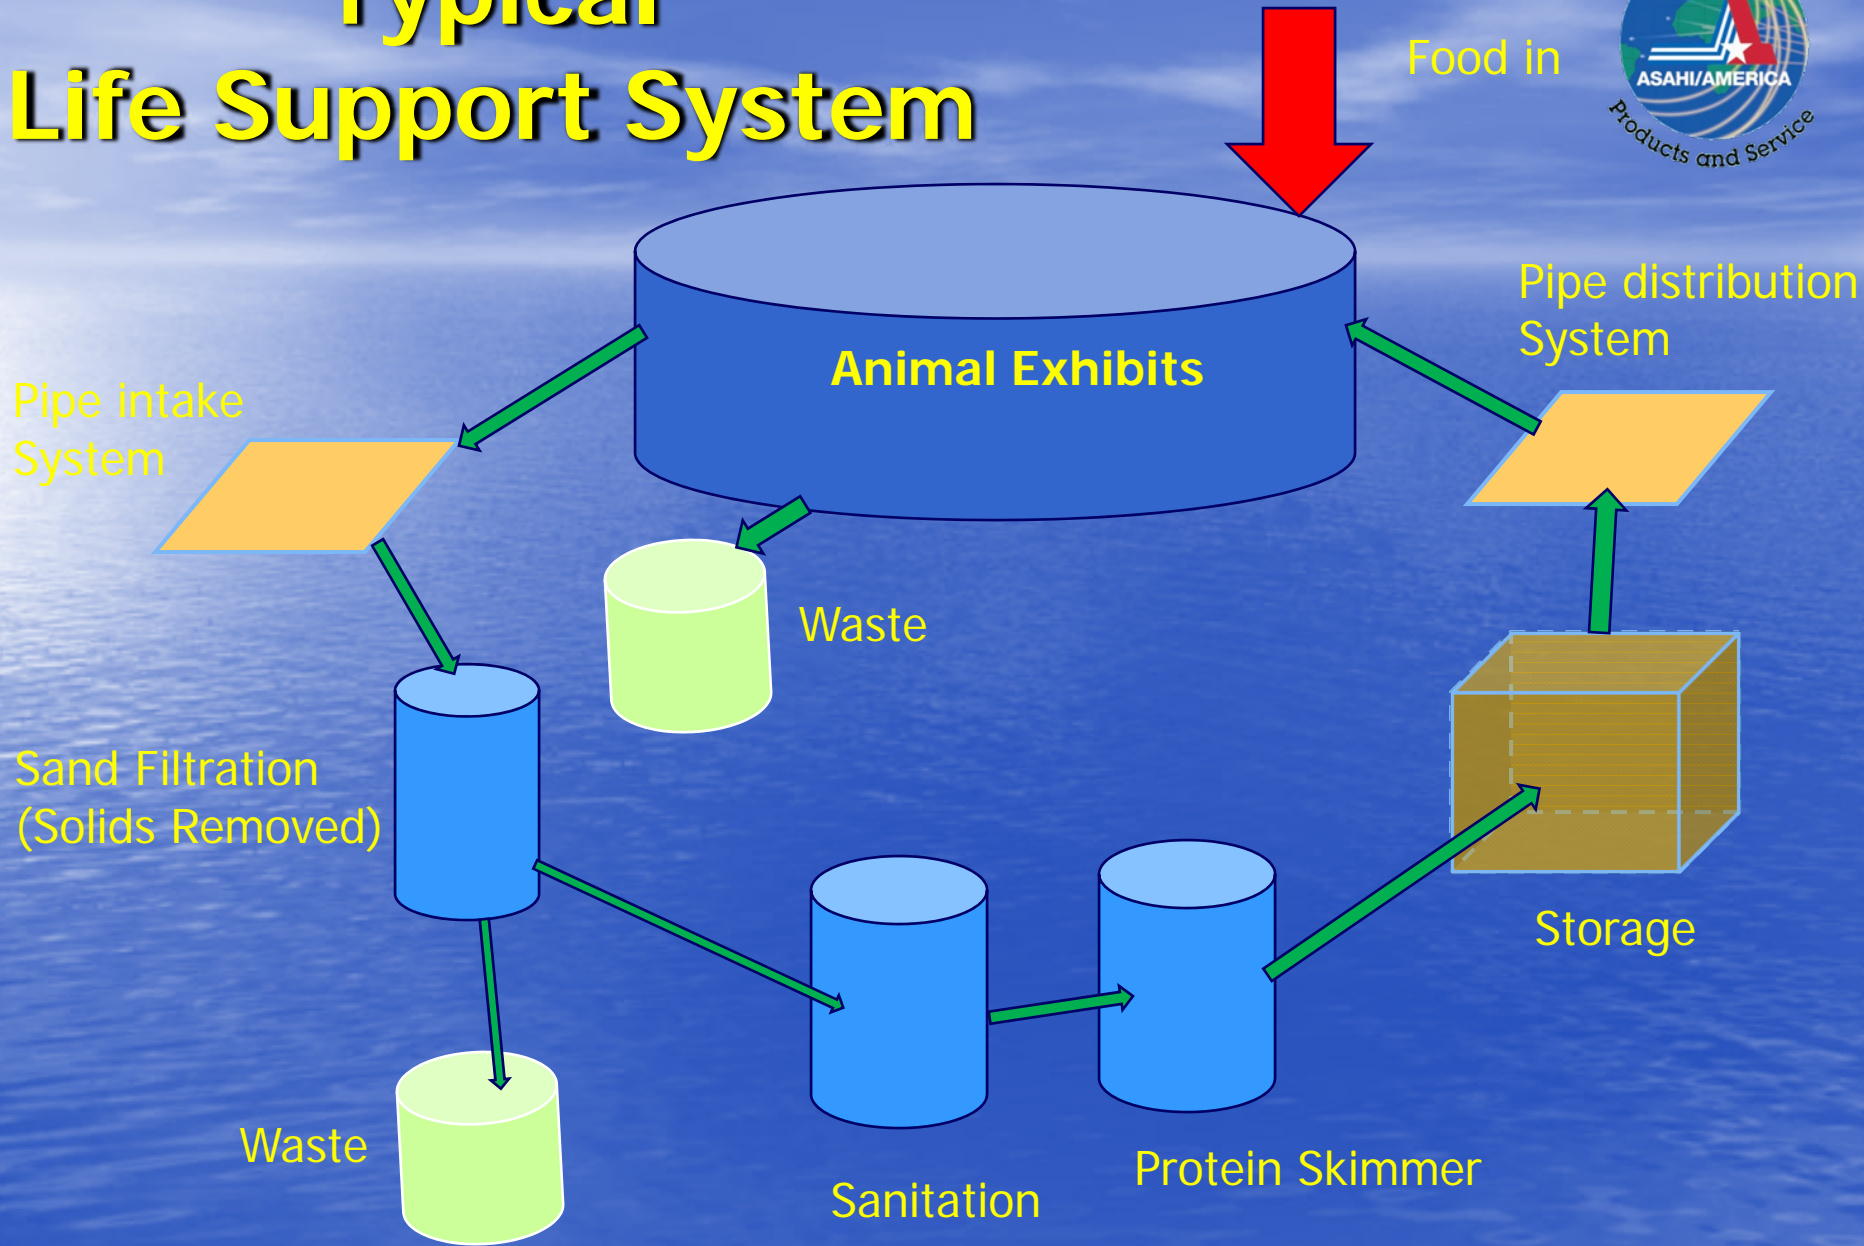 Typical
Life Support System
Food in
ASAHI/AMERICA
Products and Service
Pipe distribution
System
Animal Exhibits
Pipe intake
System
Waste
Sand Filtration
(Solids Removed)
Storage
Waste
Protein Skimmer
Sanitation